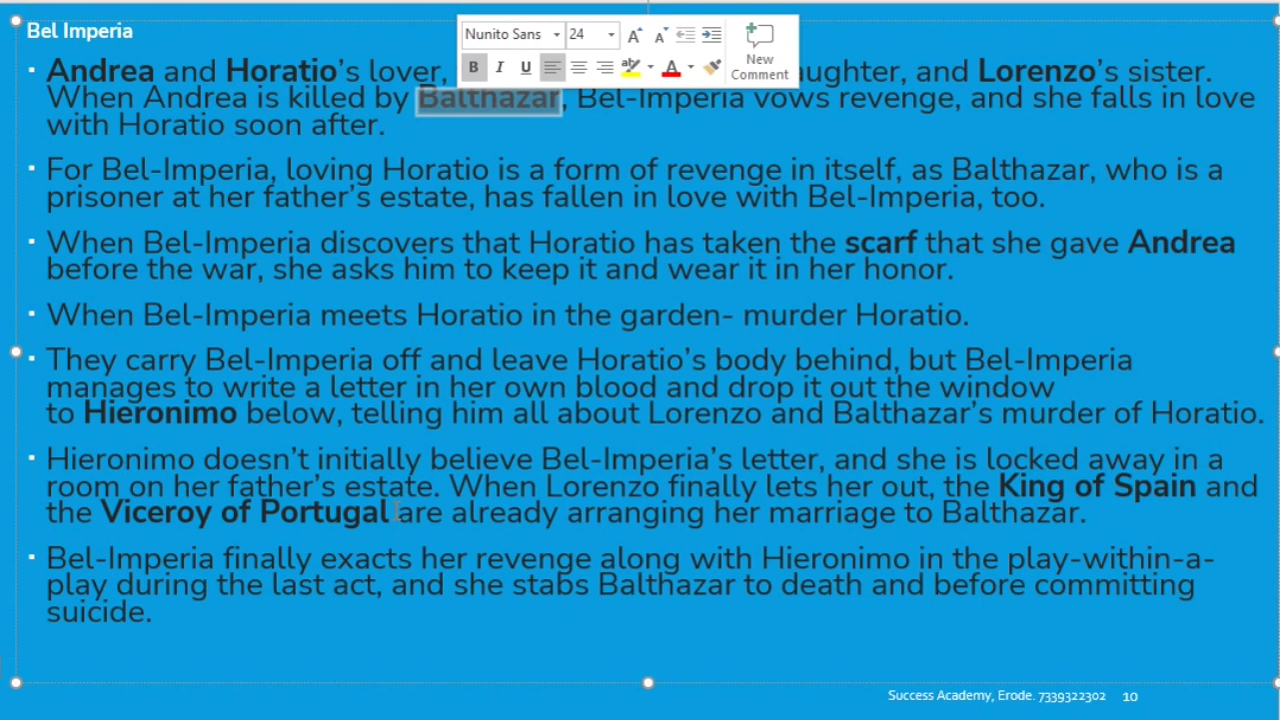 Bel Imperia
Nunito Sans 24
B I U ab A New
Comment
Andrea and Horatio’s lover, aughter, and Lorenzo’s sister.
When Andrea is killed by Balthazar, Bel-Imperia vows revenge, and she falls in love
with Horatio soon after.
For Bel-Imperia, loving Horatio is a form of revenge in itself, as Balthazar, who is a
prisoner at her father’s estate, has fallen in love with Bel-Imperia, too.
When Bel-Imperia discovers that Horatio has taken the scarf that she gave Andrea
before the war, she asks him to keep it and wear it in her honor.
When Bel-Imperia meets Horatio in the garden- murder Horatio.
They carry Bel-Imperia off and leave Horatio’s body behind, but Bel-Imperia
manages to write a letter in her own blood and drop it out the window
to Hieronimo below, telling him all about Lorenzo and Balthazar’s murder of Horatio.
Hieronimo doesn’t initially believe Bel-Imperia’s letter, and she is locked away in a
room on her father’s estate. When Lorenzo finally lets her out, the King of Spain and
the Viceroy of Portugal are already arranging her marriage to Balthazar.
Bel-Imperia finally exacts her revenge along with Hieronimo in the play-within-a-
play during the last act, and she stabs Balthazar to death and before committing
suicide.
Success Academy, Erode. 7339322302 10